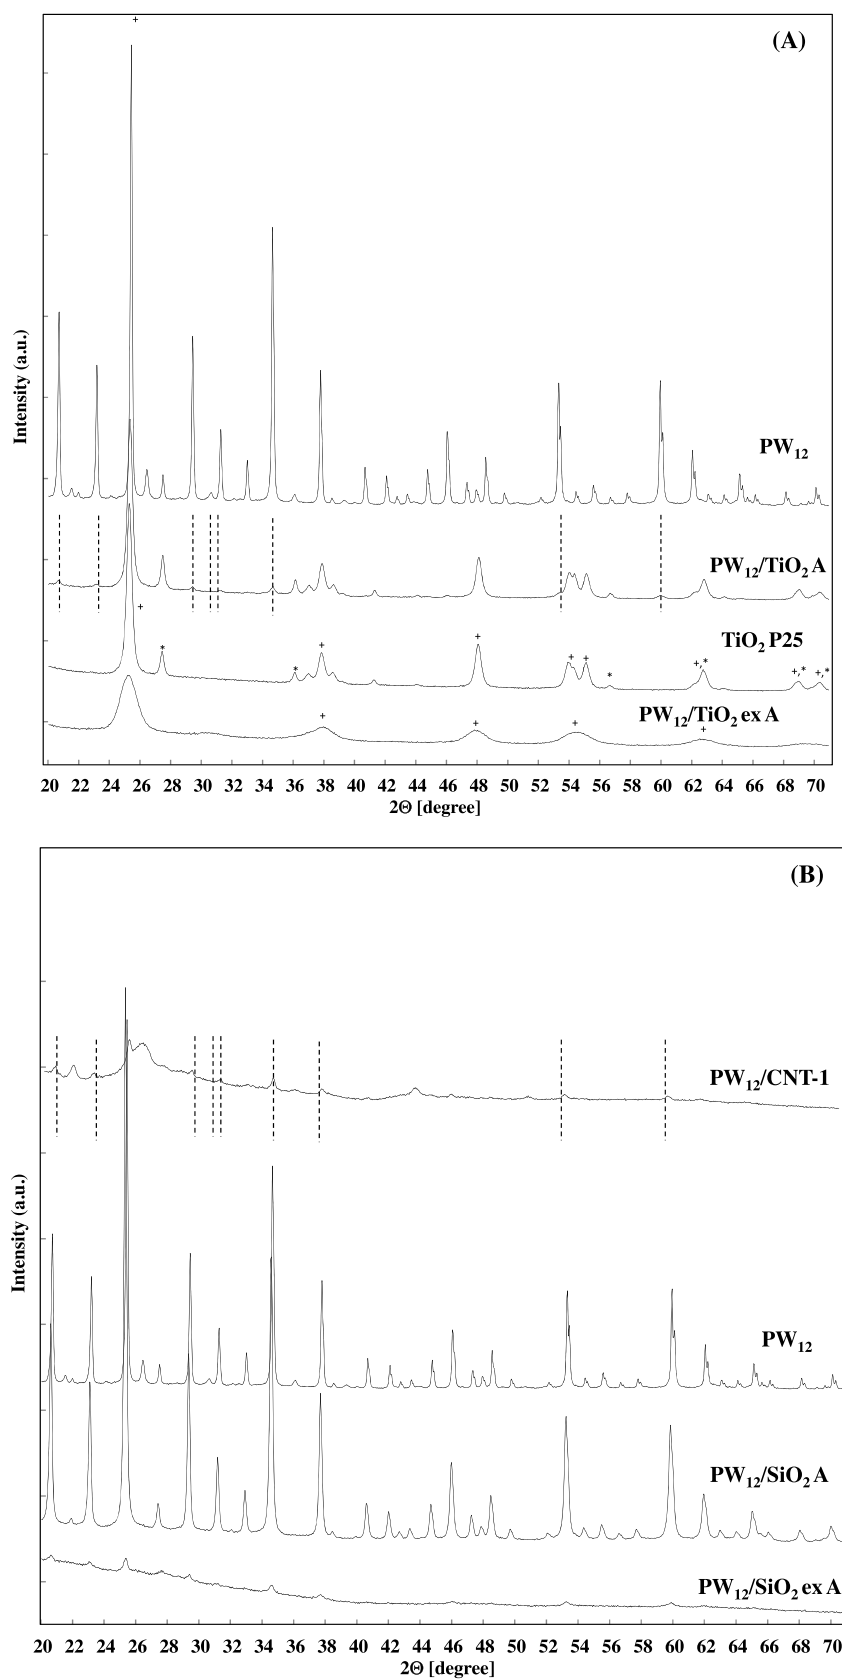 +
(A)
Intensity (a.u.)
PW12
PW12/TiO2 A
+
TiO2 P25
* * + + + + * +,* +,* +,*
PW12/TiO2 ex A
+ + + +
20 22 24 26 28 30 32 34 36 38 40 42 44 46 48 50 52 54 56 58 60 62 64 66 68 70
2Θ [degree]
(B)
Intensity (a.u.)
PW12/CNT-1
PW12
PW12/SiO2 A
PW12/SiO2 ex A
20 22 24 26 28 30 32 34 36 38 40 42 44 46 48 50 52 54 56 58 60 62 64 66 68 70
2Θ [degree]